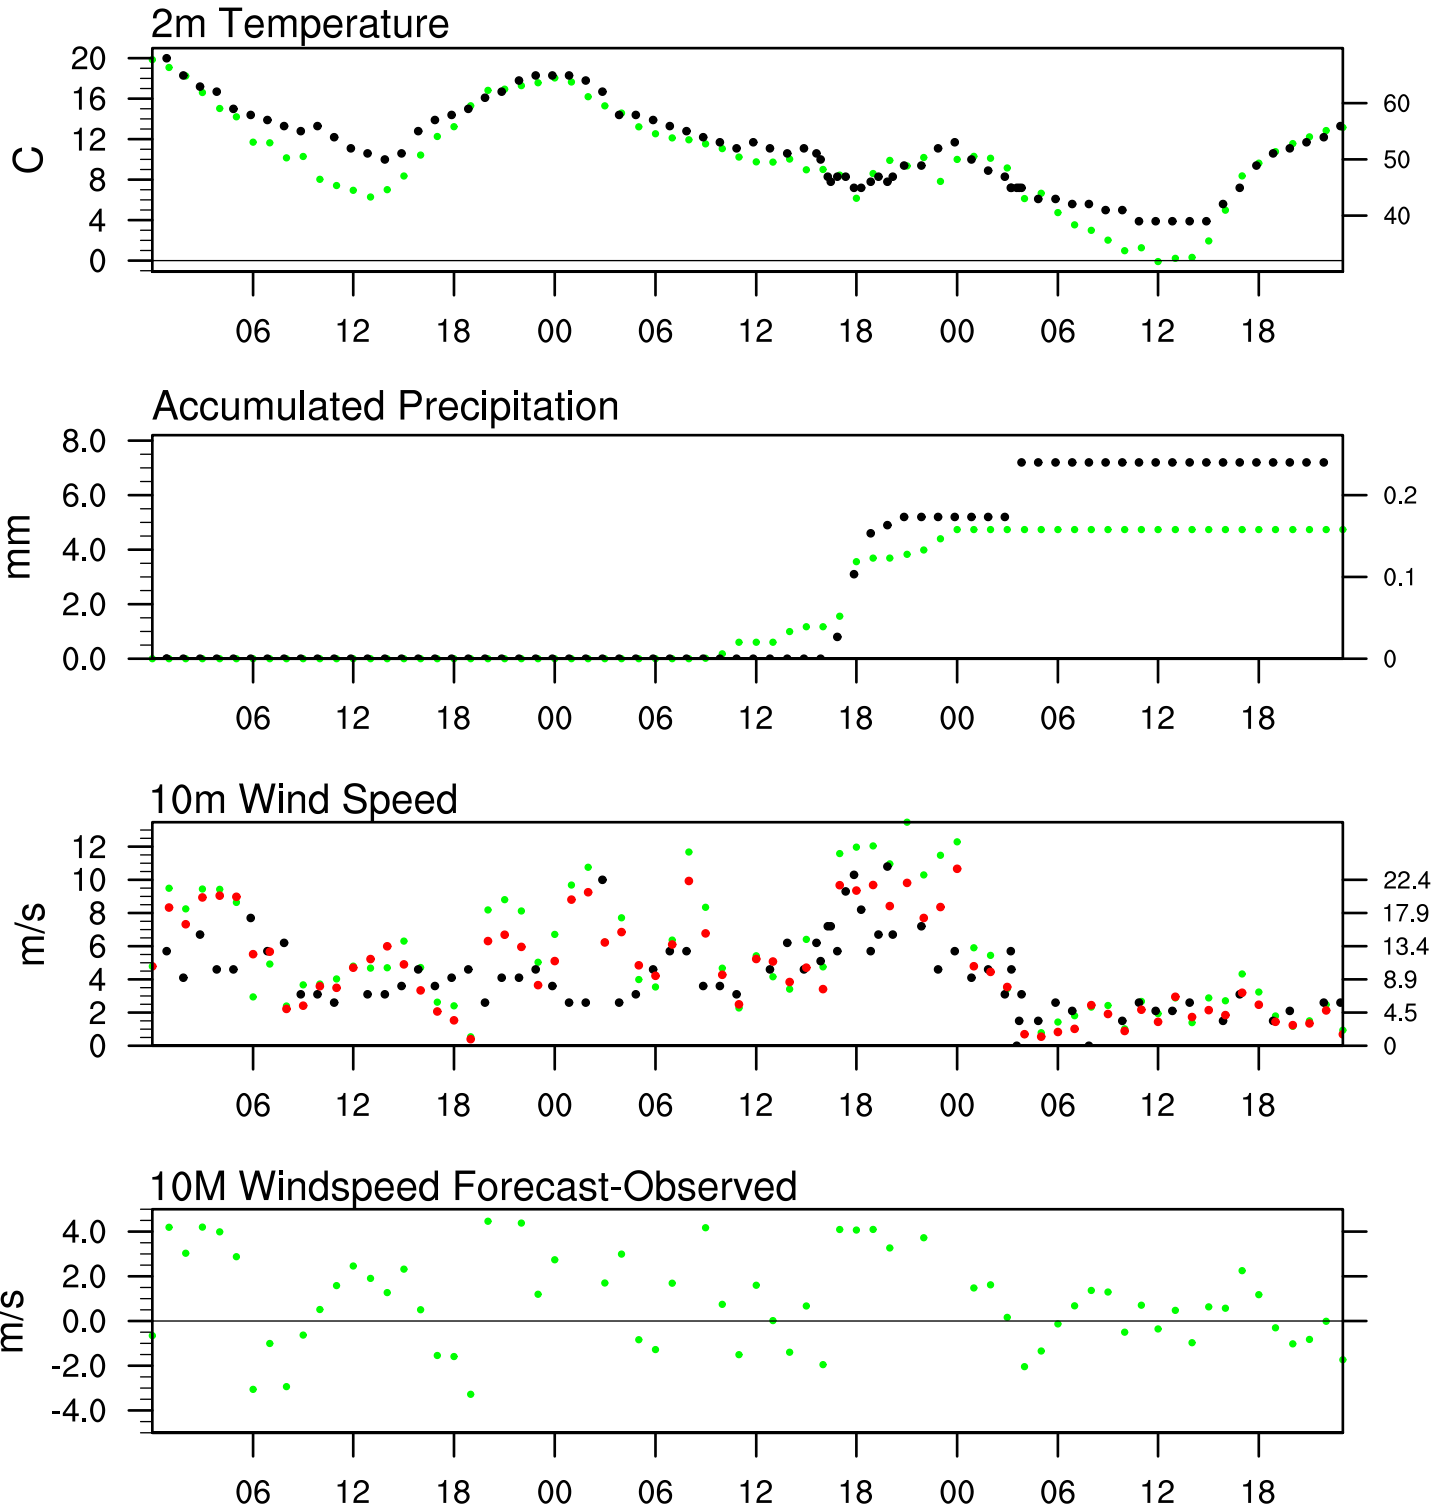 2m Temperature
20
16
12
8
4
0
C
60
50
40
06 12 18 00 06 12 18 00 06 12 18
Accumulated Precipitation
8.0
6.0
4.0
2.0
0.0
mm
0.2
0.1
0
06 12 18 00 06 12 18 00 06 12 18
10m Wind Speed
12
10
8
6
4
2
0
m/s
22.4
17.9
13.4
8.9
4.5
0
06 12 18 00 06 12 18 00 06 12 18
10M Windspeed Forecast-Observed
4.0
2.0
0.0
-2.0
-4.0
m/s
06 12 18 00 06 12 18 00 06 12 18